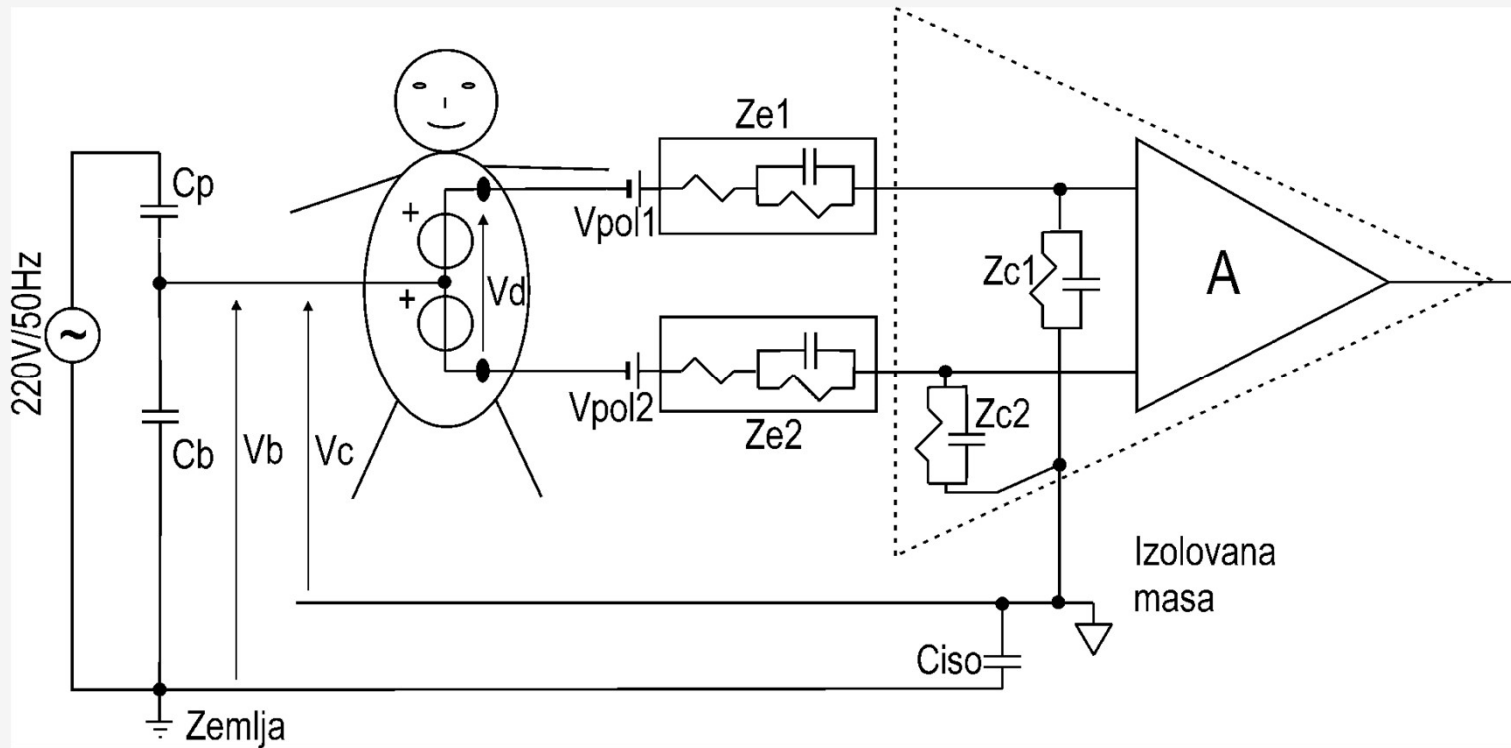 220V/50Hz
~
Cp
Cb
Vb
Vc
+
+
Vd
Vpol1
Ze1
Vpol2
Ze2
Zc1
Zc2
A
Izolovana
masa
Ciso
Zemlja